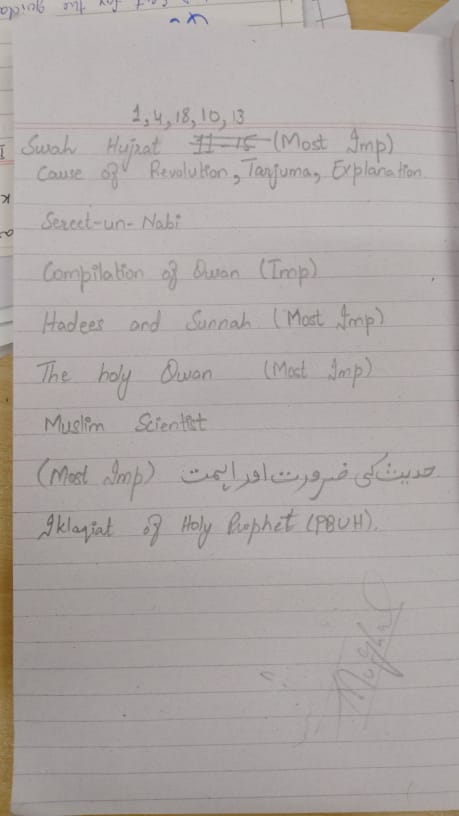 1, 4, 18, 10, 13
Surah Hujrat 11-15 (Most Imp)
Cause of Revolution, Tarjuma, Explanation.
Sereet-un-Nabi
Compilation of Quran (Imp)
Hadees and Sunnah (Most Imp)
The holy Quran (Most Imp)
Muslim Scientist
(Most Imp) حدیث کی ضرورت اور اہمت
Iklaqiat of Holy Prophet (PBUH).
Mughal